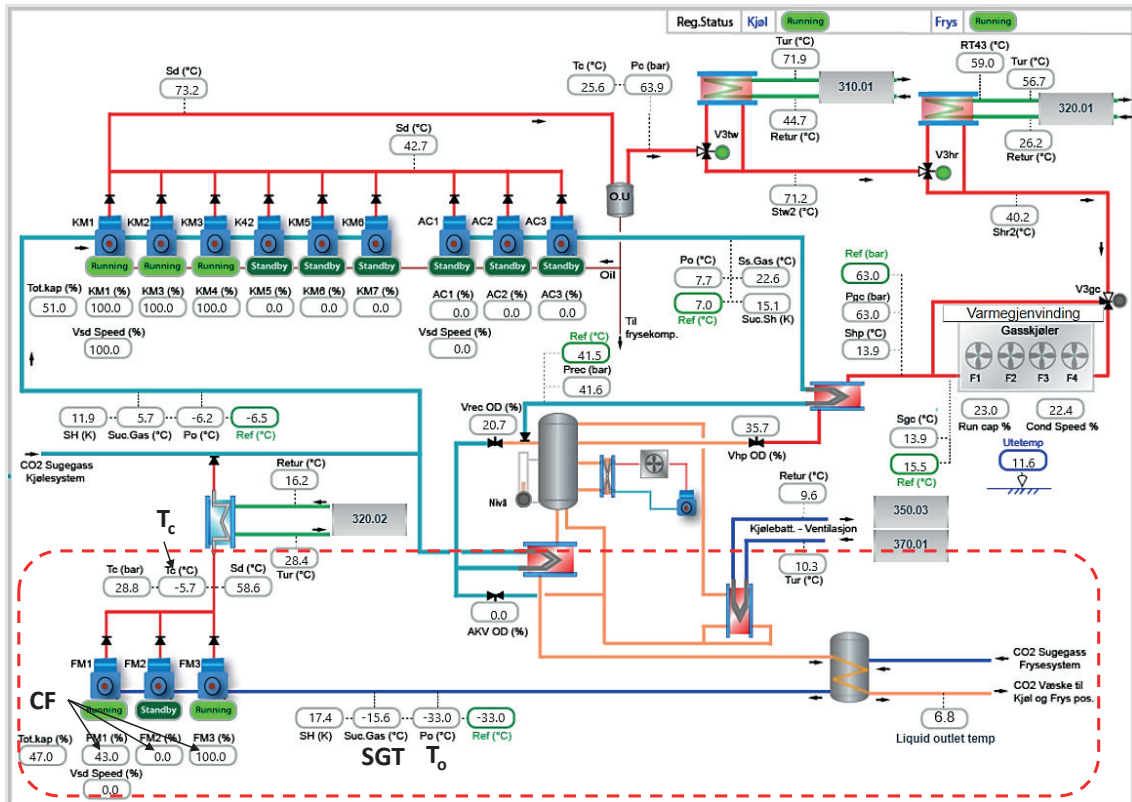 Reg.Status Kjøl Running Frys Running
Sd (°C)
73.2
Sd (°C)
42.7
Tc (°C) Pc (bar)
25.6 63.9
Tur (°C)
71.9
310.01
44.7
Retur (°C)
RT43 (°C)
59.0
Tur (°C)
56.7
320.01
26.2
Retur (°C)
V3tw
V3hr
71.2
Stw2 (°C)
40.2
Shr2(°C)
O.U
KM1 KM2 KM3 K42 KM5 KM6 AC1 AC2 AC3
Running Running Running Standby Standby Standby Standby Standby Standby
Oil
Tot.kap (%)
51.0
KM1 (%) KM3 (%) KM4 (%) KM5 (%) KM6 (%) KM7 (%)
100.0 100.0 100.0 0.0 0.0 0.0
Vsd Speed (%)
100.0
AC1 (%) AC2 (%) AC3 (%)
0.0 0.0 0.0
Vsd Speed (%)
0.0
Til
frysekomp.
Po (°C) Ss.Gas (°C)
7.7 22.6
7.0 15.1
Ref (°C) Suc.Sh (K)
Ref (bar)
63.0
Pgc (bar)
63.0
Shp (°C)
13.9
V3gc
Varmegjenvinding
Gasskjøler
F1 F2 F3 F4
23.0 22.4
Run cap % Cond Speed %
Sgc (°C)
13.9
15.5
Ref (°C)
Utetemp
11.6
Ref (°C)
41.5
Prec (bar)
41.6
Vrec OD (%)
20.7
35.7
Vhp OD (%)
Nivå
11.9 5.7 -6.2 -6.5
SH (K) Suc.Gas (°C) Po (°C) Ref (°C)
CO2 Sugegass
Kjølesystem
Retur (°C)
16.2
320.02
28.4
Tur (°C)
Retur (°C)
9.6
350.03
Kjølebatt. - Ventilasjon
370.01
10.3
Tur (°C)
Tc
Tc (bar) Tc (°C) Sd (°C)
28.8 -5.7 58.6
0.0
AKV OD (%)
FM1 FM2 FM3
Running Standby Running
CF
Tot.kap (%) FM1 (%) FM2 (%) FM3 (%)
47.0 43.0 0.0 100.0
Vsd Speed (%)
0.0
17.4 -15.6 -33.0 -33.0
SH (K) Suc.Gas (°C) Po (°C) Ref (°C)
SGT To
CO2 Sugegass
Frysesystem
CO2 Væske til
Kjøl og Frys pos.
6.8
Liquid outlet temp